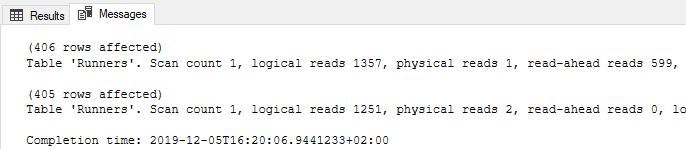 Results Messages
(406 rows affected)
Table 'Runners'. Scan count 1, logical reads 1357, physical reads 1, read-ahead reads 599,
(405 rows affected)
Table 'Runners'. Scan count 1, logical reads 1251, physical reads 2, read-ahead reads 0, lo
Completion time: 2019-12-05T16:20:06.9441233+02:00